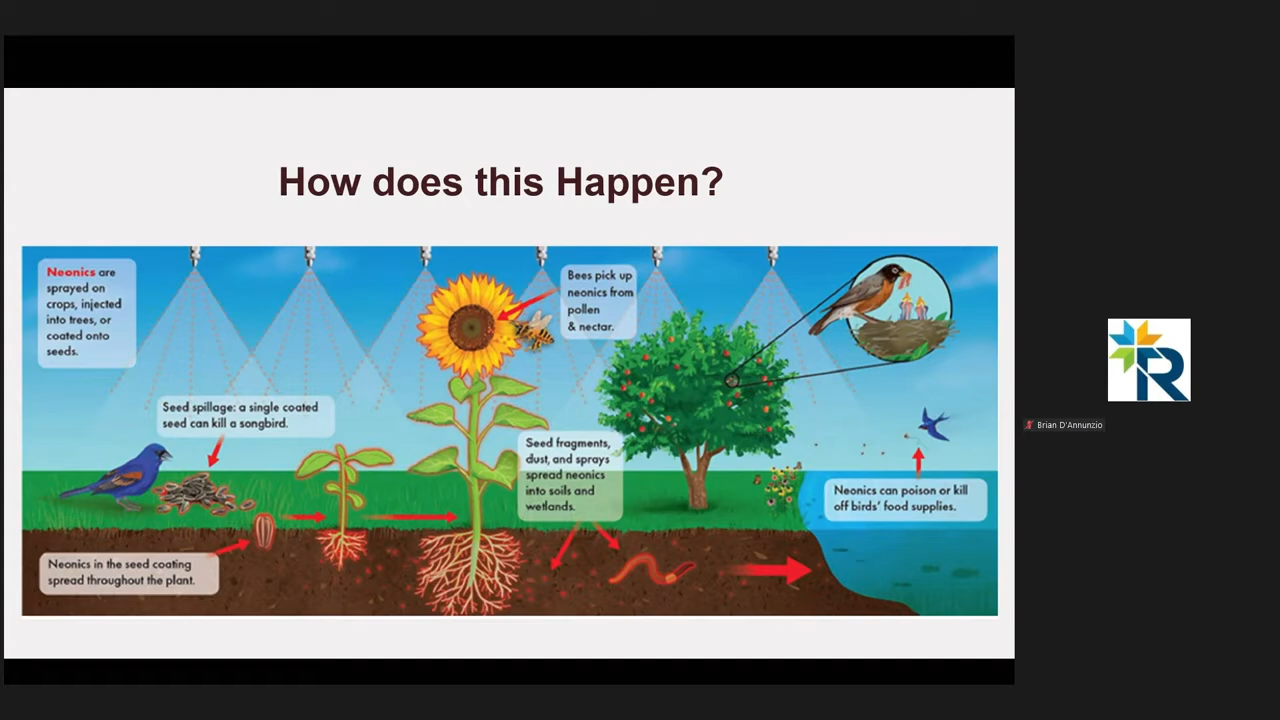 How does this Happen?
Neonics are
sprayed on
crops, injected
into trees, or
coated onto
seeds.
Bees pick up
neonics from
pollen
& nectar.
Seed spillage: a single coated
seed can kill a songbird.
Seed fragments,
dust, and sprays
spread neonics
into soils and
wetlands.
Neonics can poison or kill
off birds' food supplies.
Neonics in the seed coating
spread throughout the plant.
R
Brian D'Annunzio